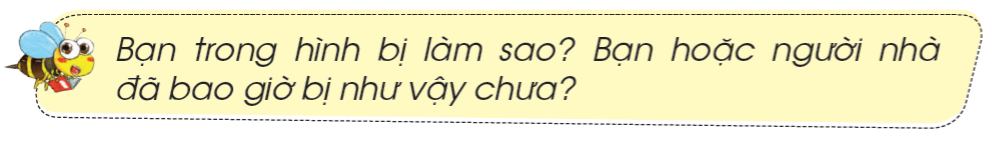 Bạn trong hình bị làm sao? Bạn hoặc người nhà
đã bao giờ bị như vậy chưa?